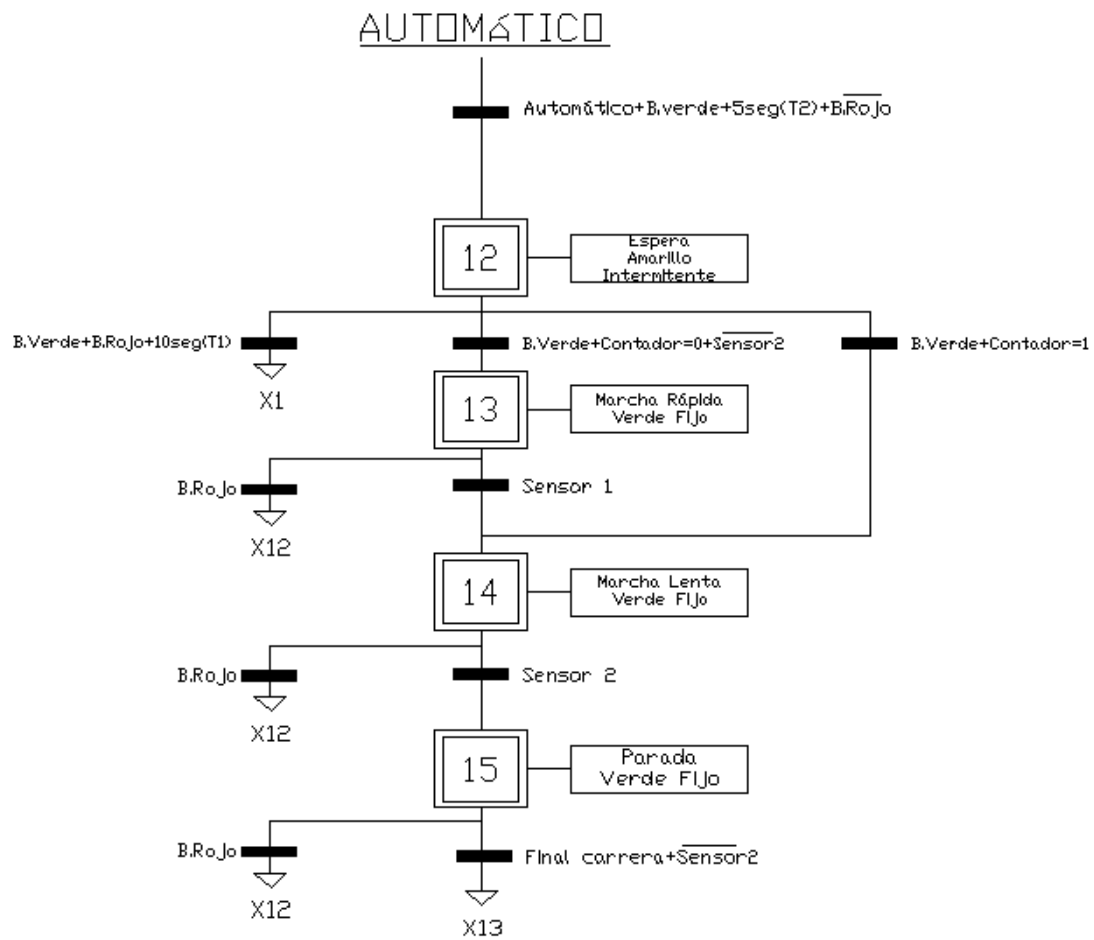 AUTOMáTICO
Automático+B.verde+5seg(T2)+B.Rojo
12
Espera
Amarillo
Intermitente
B.Verde+B.Rojo+10seg(T1)
B.Verde+Contador=0+Sensor2
B.Verde+Contador=1
X1
13
Marcha Rápida
Verde Fijo
B.Rojo
Sensor 1
X12
14
Marcha Lenta
Verde Fijo
B.Rojo
Sensor 2
X12
15
Parada
Verde Fijo
B.Rojo
Final carrera+Sensor2
X12
X13